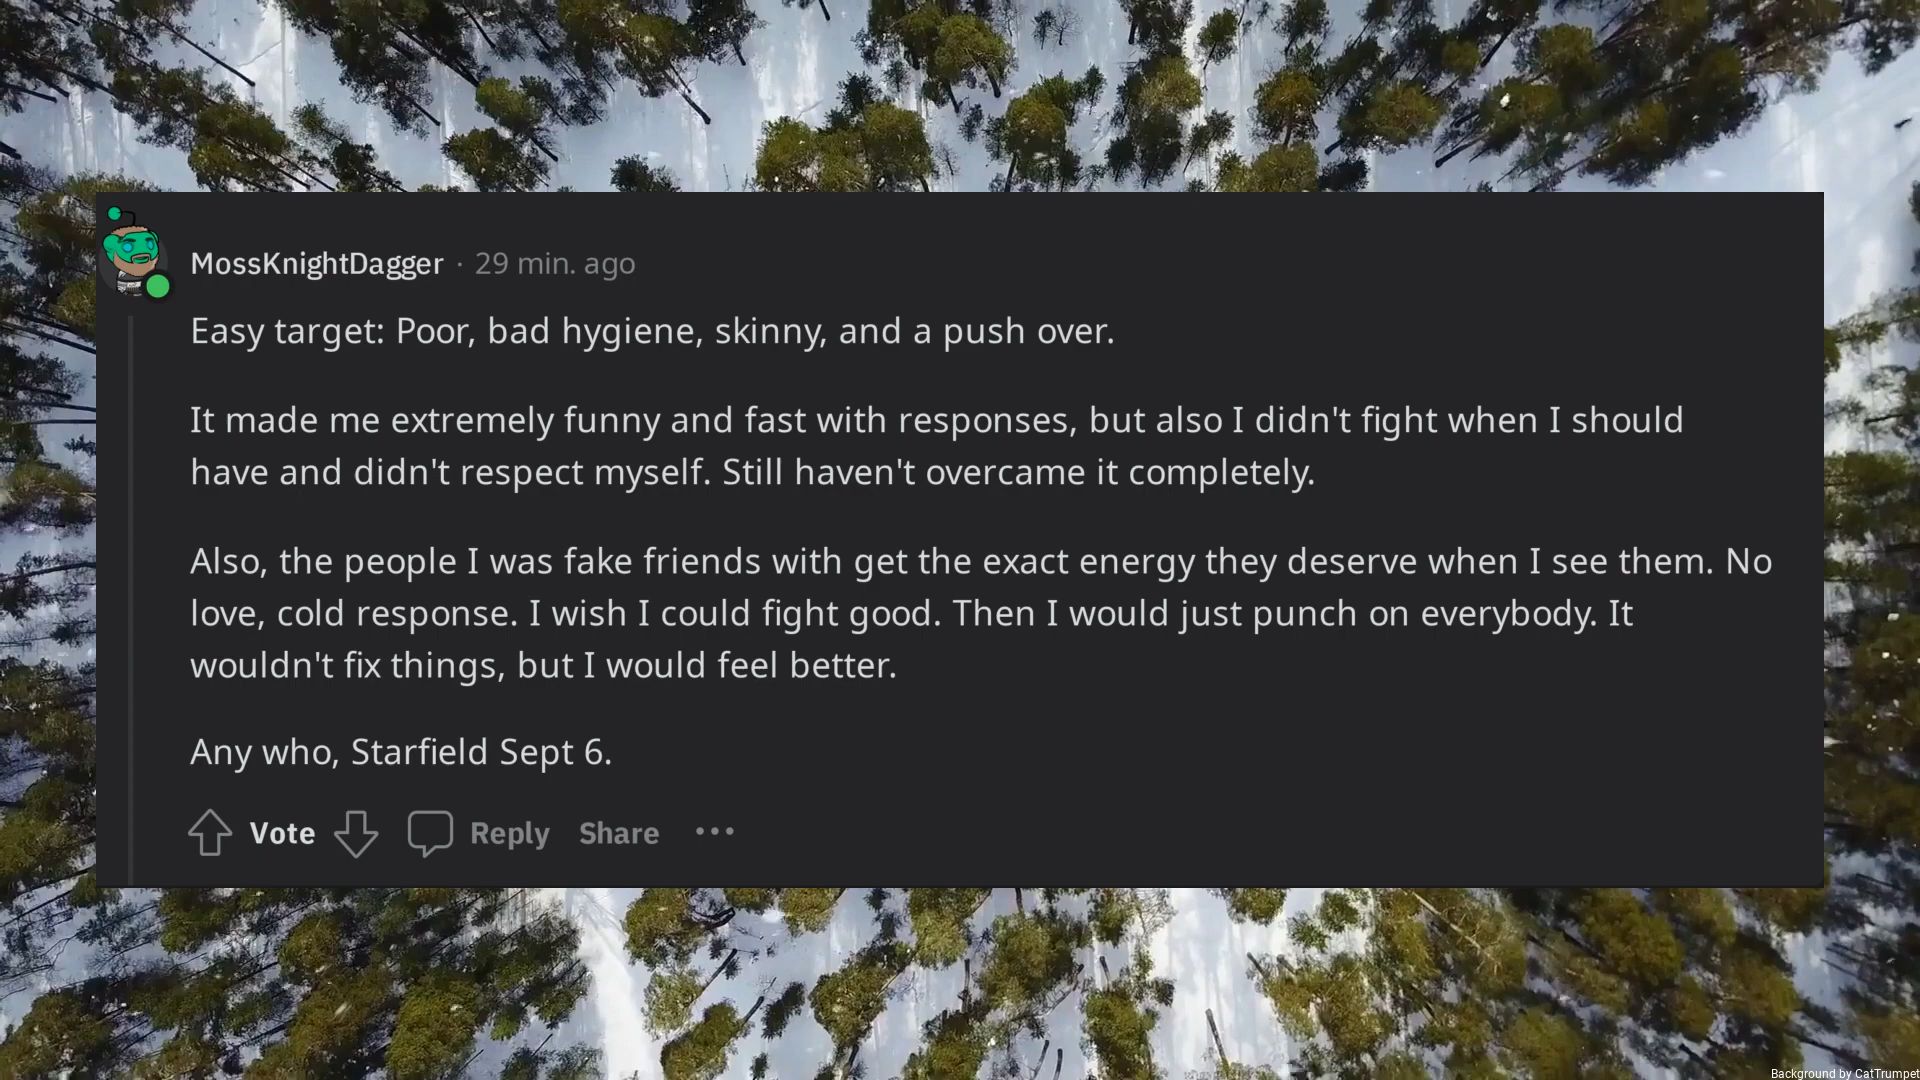 MossKnightDagger · 29 min. ago
Easy target: Poor, bad hygiene, skinny, and a push over.
It made me extremely funny and fast with responses, but also I didn't fight when I should
have and didn't respect myself. Still haven't overcame it completely.
Also, the people I was fake friends with get the exact energy they deserve when I see them. No
love, cold response. I wish I could fight good. Then I would just punch on everybody. It
wouldn't fix things, but I would feel better.
Any who, Starfield Sept 6.
Vote Reply Share ···
Background by CatTrumpet